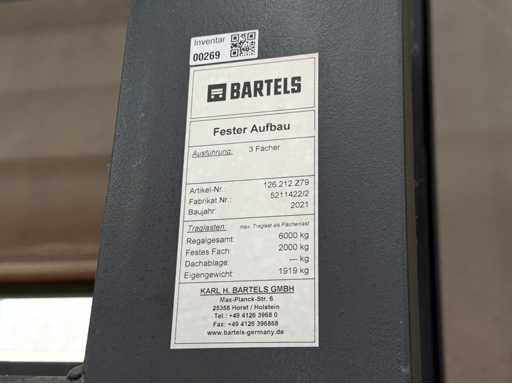 Inventar
00269
BARTELS
Fester Aufbau
Ausführung: 3 Fächer
Artikel-Nr.: 126.212.Z79
Fabrikat.Nr.: 5211422/2
Baujahr: 2021
Traglasten: max. Traglast als Flächenlast
Regalgesamt: 6000 kg
Festes Fach: 2000 kg
Dachablage: --- kg
Eigengewicht: 1919 kg
KARL H. BARTELS GMBH
Max-Planck-Str. 6
25358 Horst / Holstein
Tel.: +49 4126 3968 0
Fax: +49 4126 396868
www.bartels-germany.de